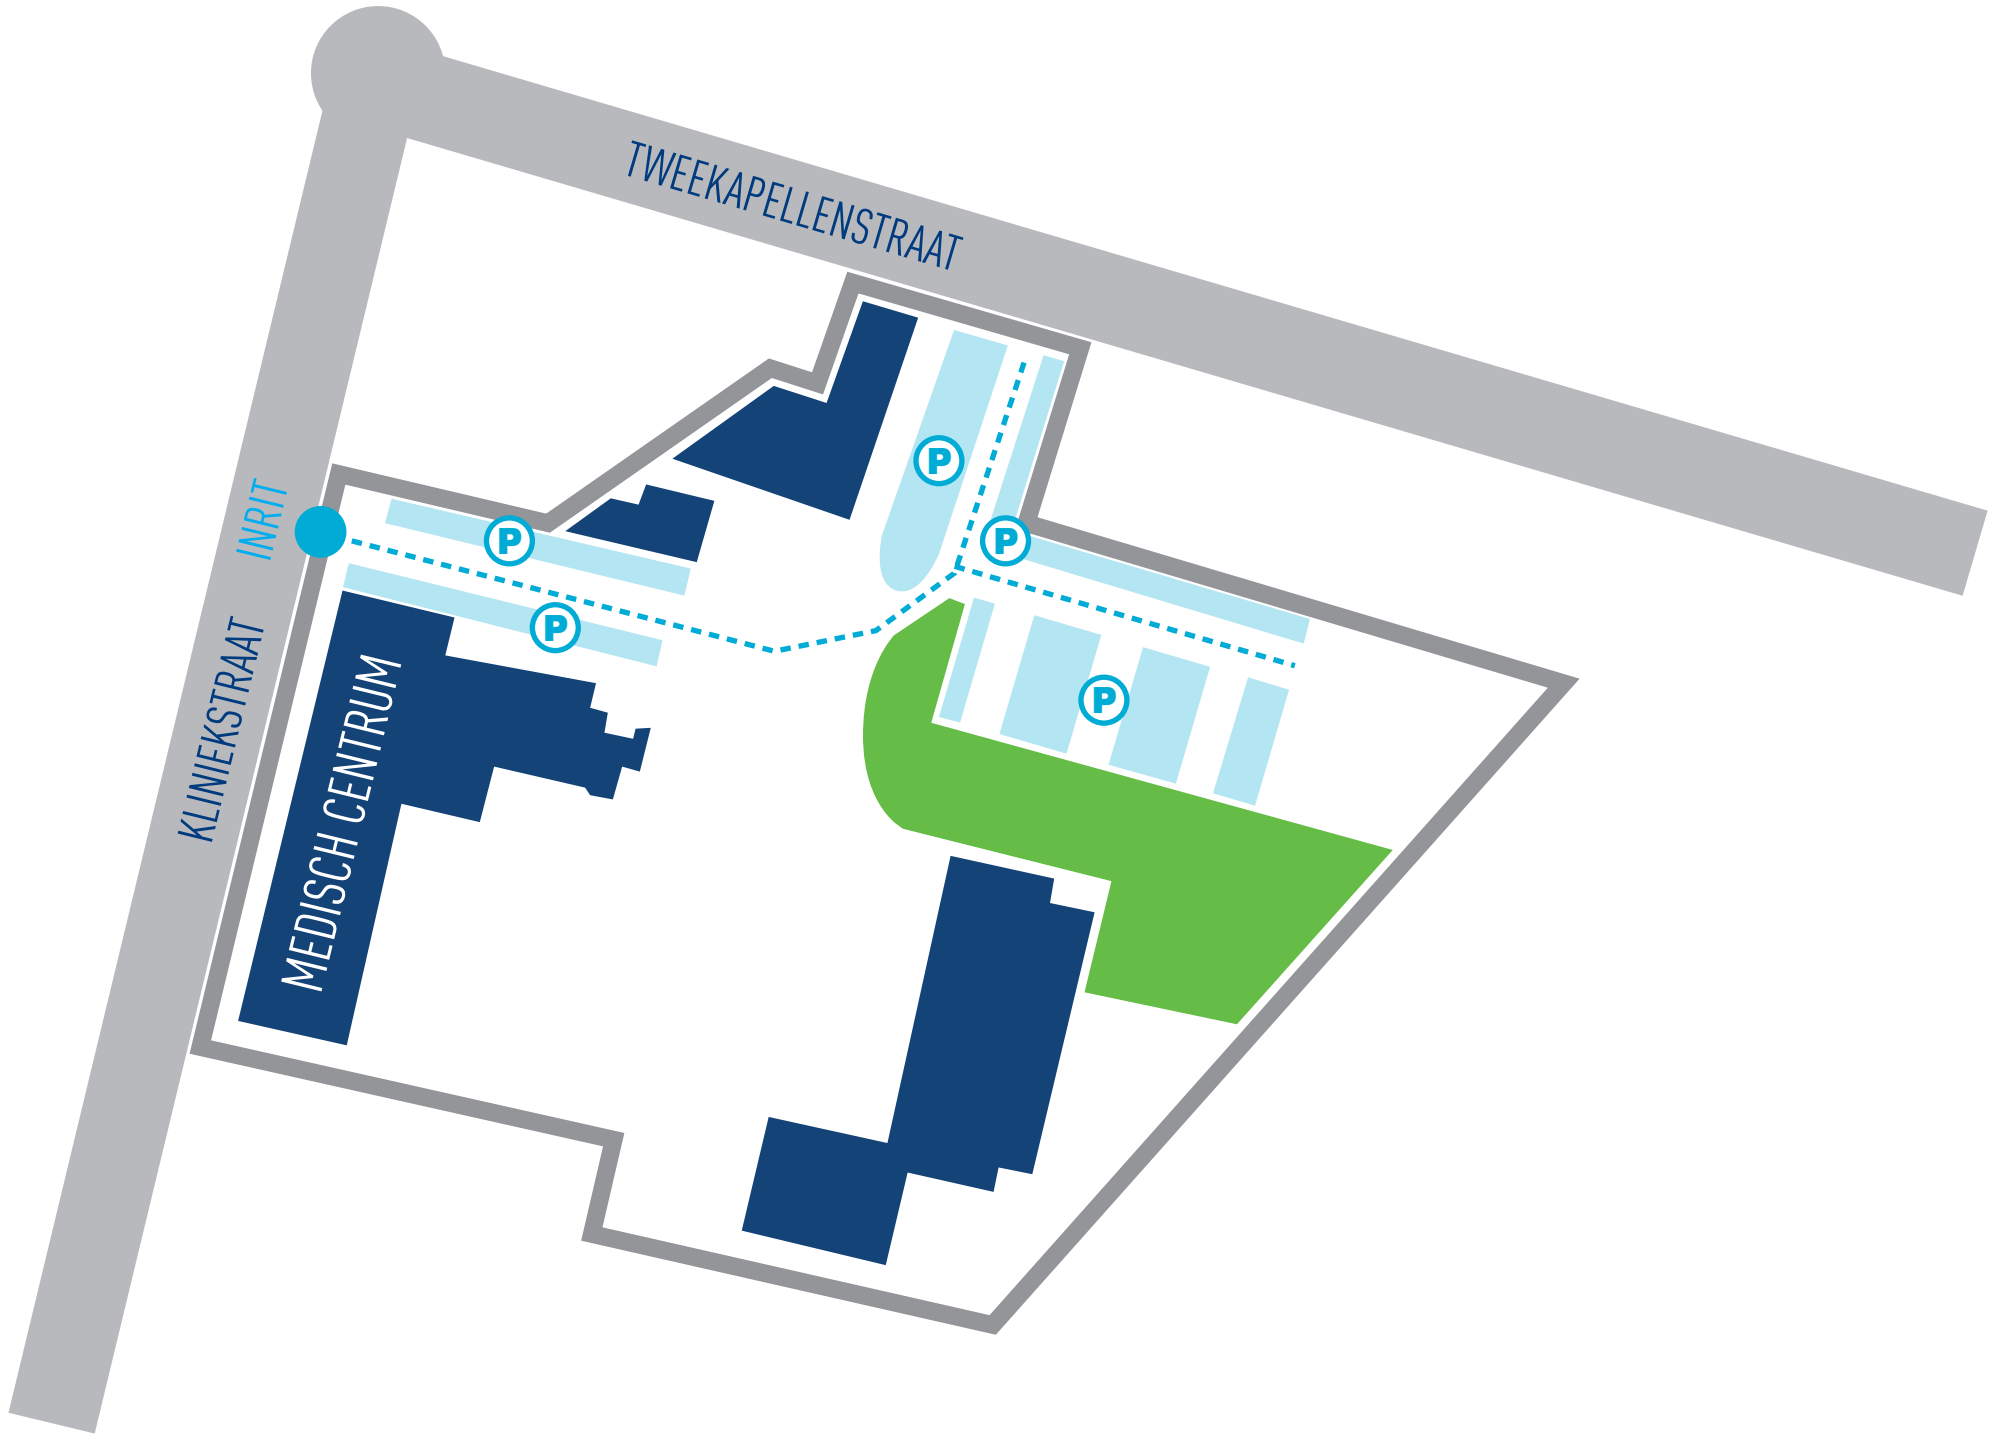 TWEEKAPELLENSTRAAT
P
INRIT
P
P
P
KLINIEKSTRAAT
MEDISCH CENTRUM
P